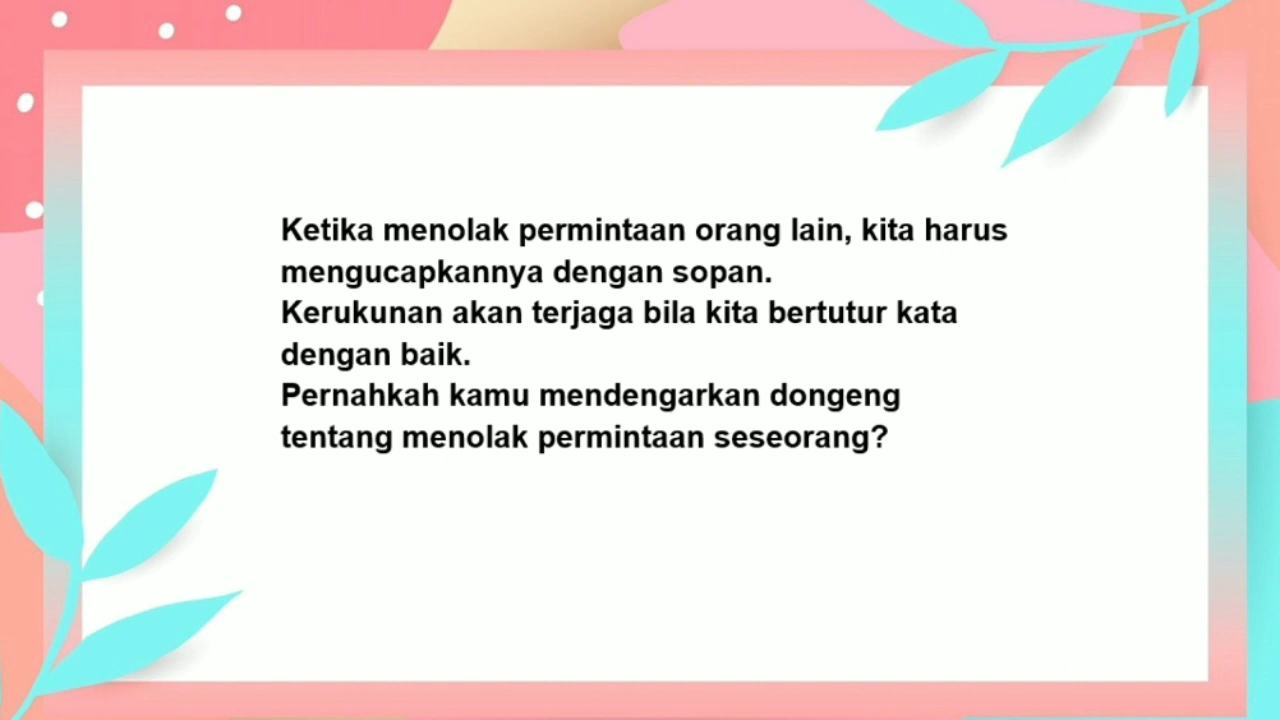 Ketika menolak permintaan orang lain, kita harus
mengucapkannya dengan sopan.
Kerukunan akan terjaga bila kita bertutur kata
dengan baik.
Pernahkah kamu mendengarkan dongeng
tentang menolak permintaan seseorang?